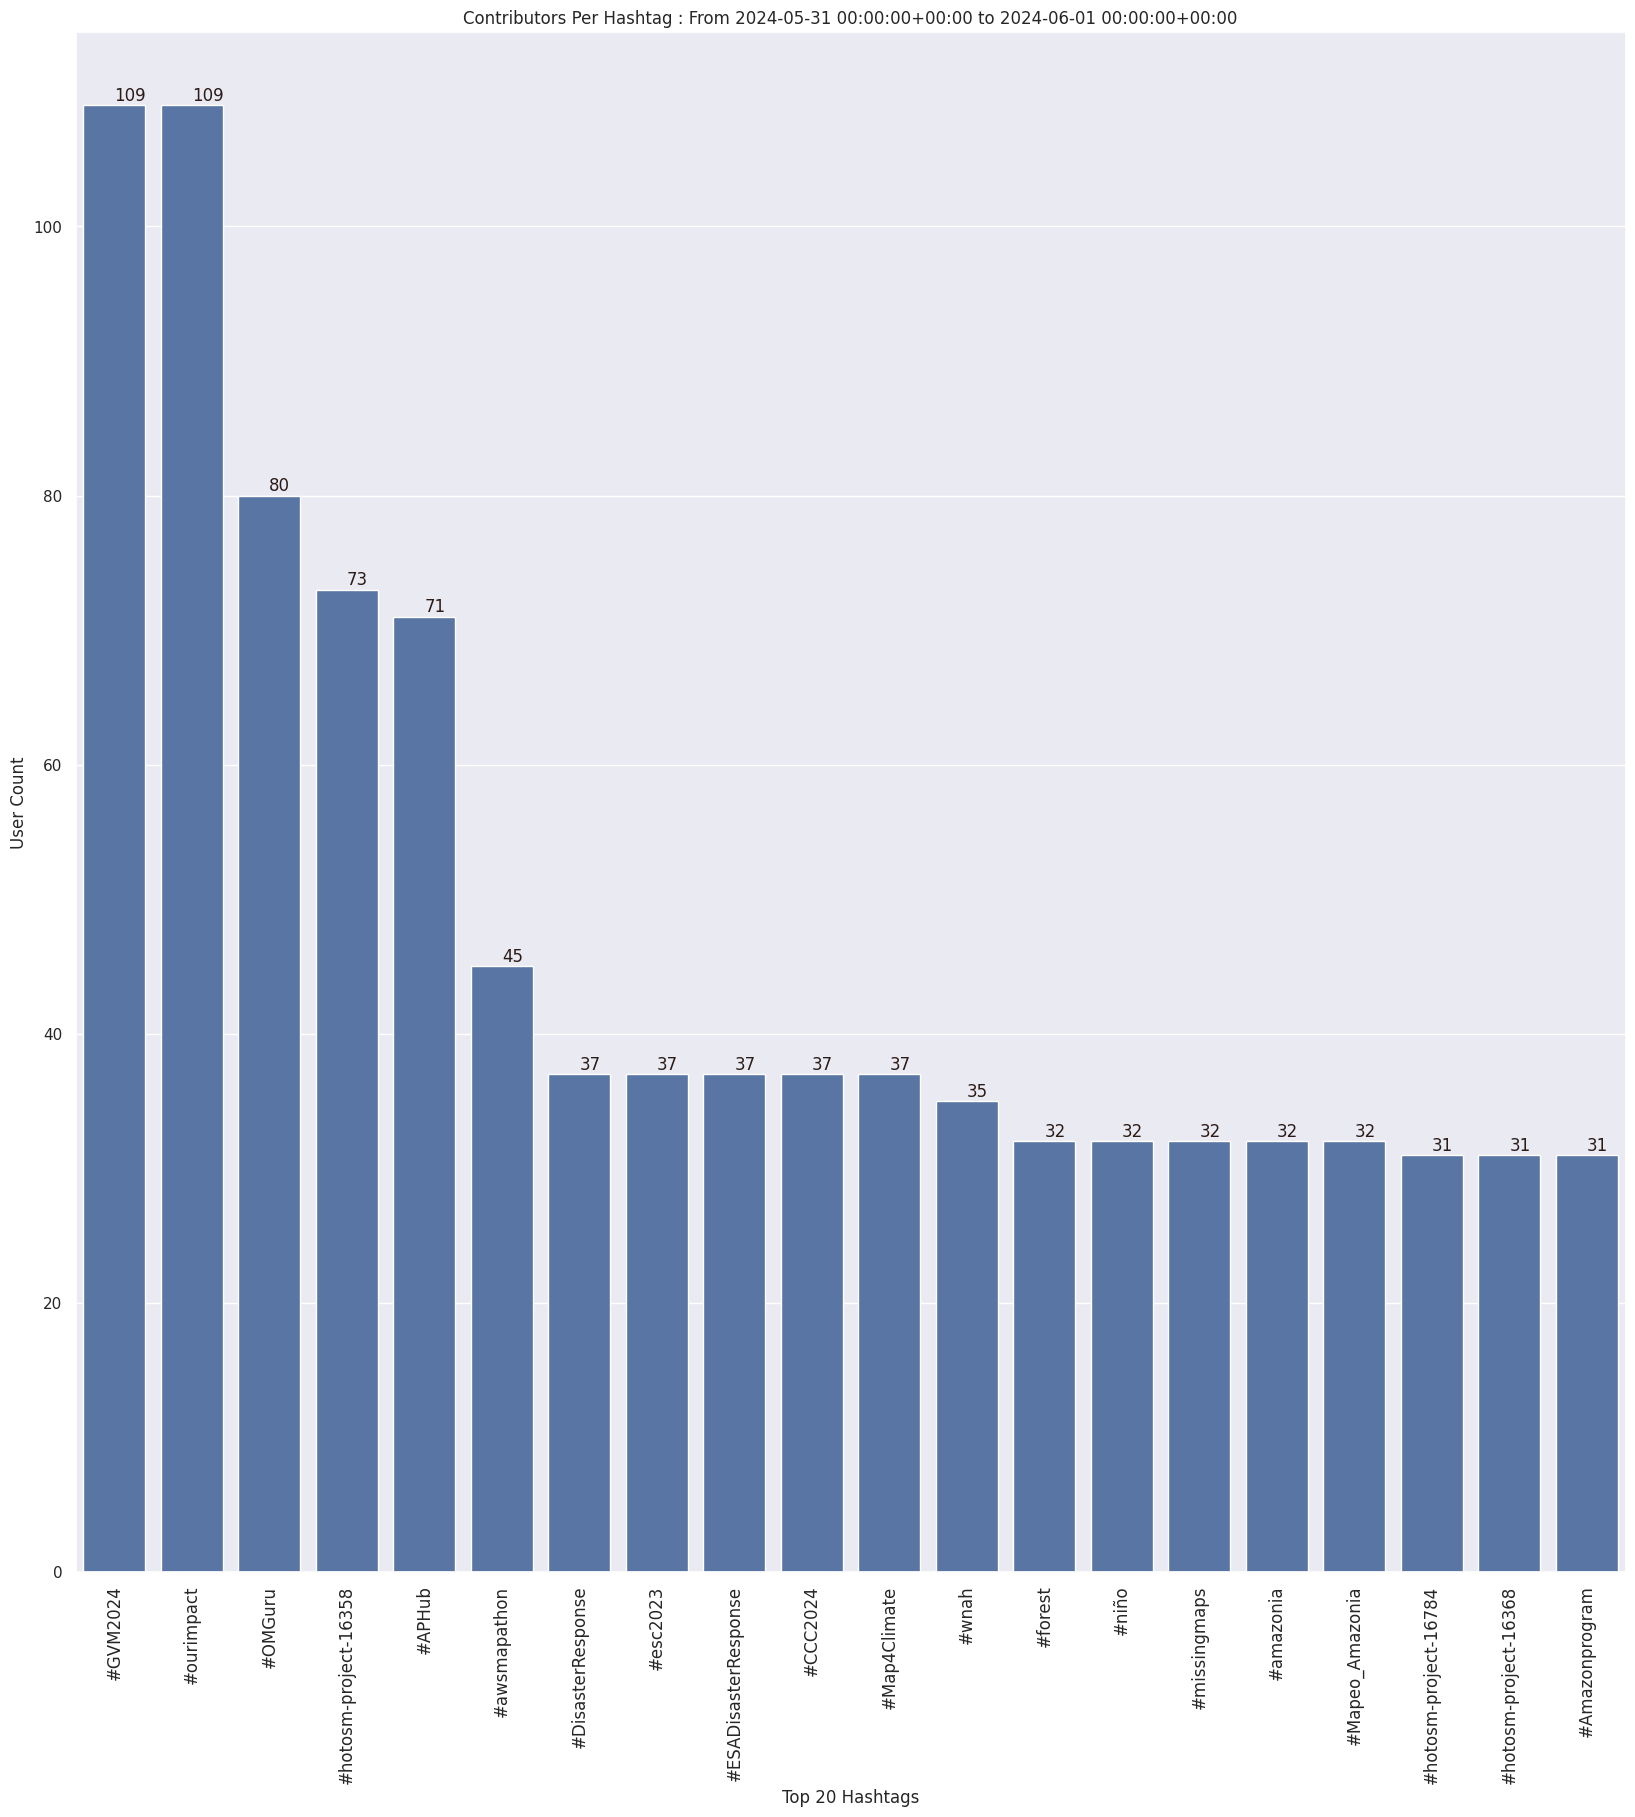 Contributors Per Hashtag : From 2024-05-31 00:00:00+00:00 to 2024-06-01 00:00:00+00:00
109
109
80
73
71
45
37
37
37
37
37
35
32
32
32
32
32
31
31
31
100
80
60
40
20
0
User Count
#GVM2024
#ourimpact
#OMGuru
#hotosm-project-16358
#APHub
#awsmapathon
#DisasterResponse
#esc2023
#ESADisasterResponse
#CCC2024
#Map4Climate
#wnah
#forest
#niño
#missingmaps
#amazonia
#Mapeo_Amazonia
#hotosm-project-16784
#hotosm-project-16368
#Amazonprogram
Top 20 Hashtags